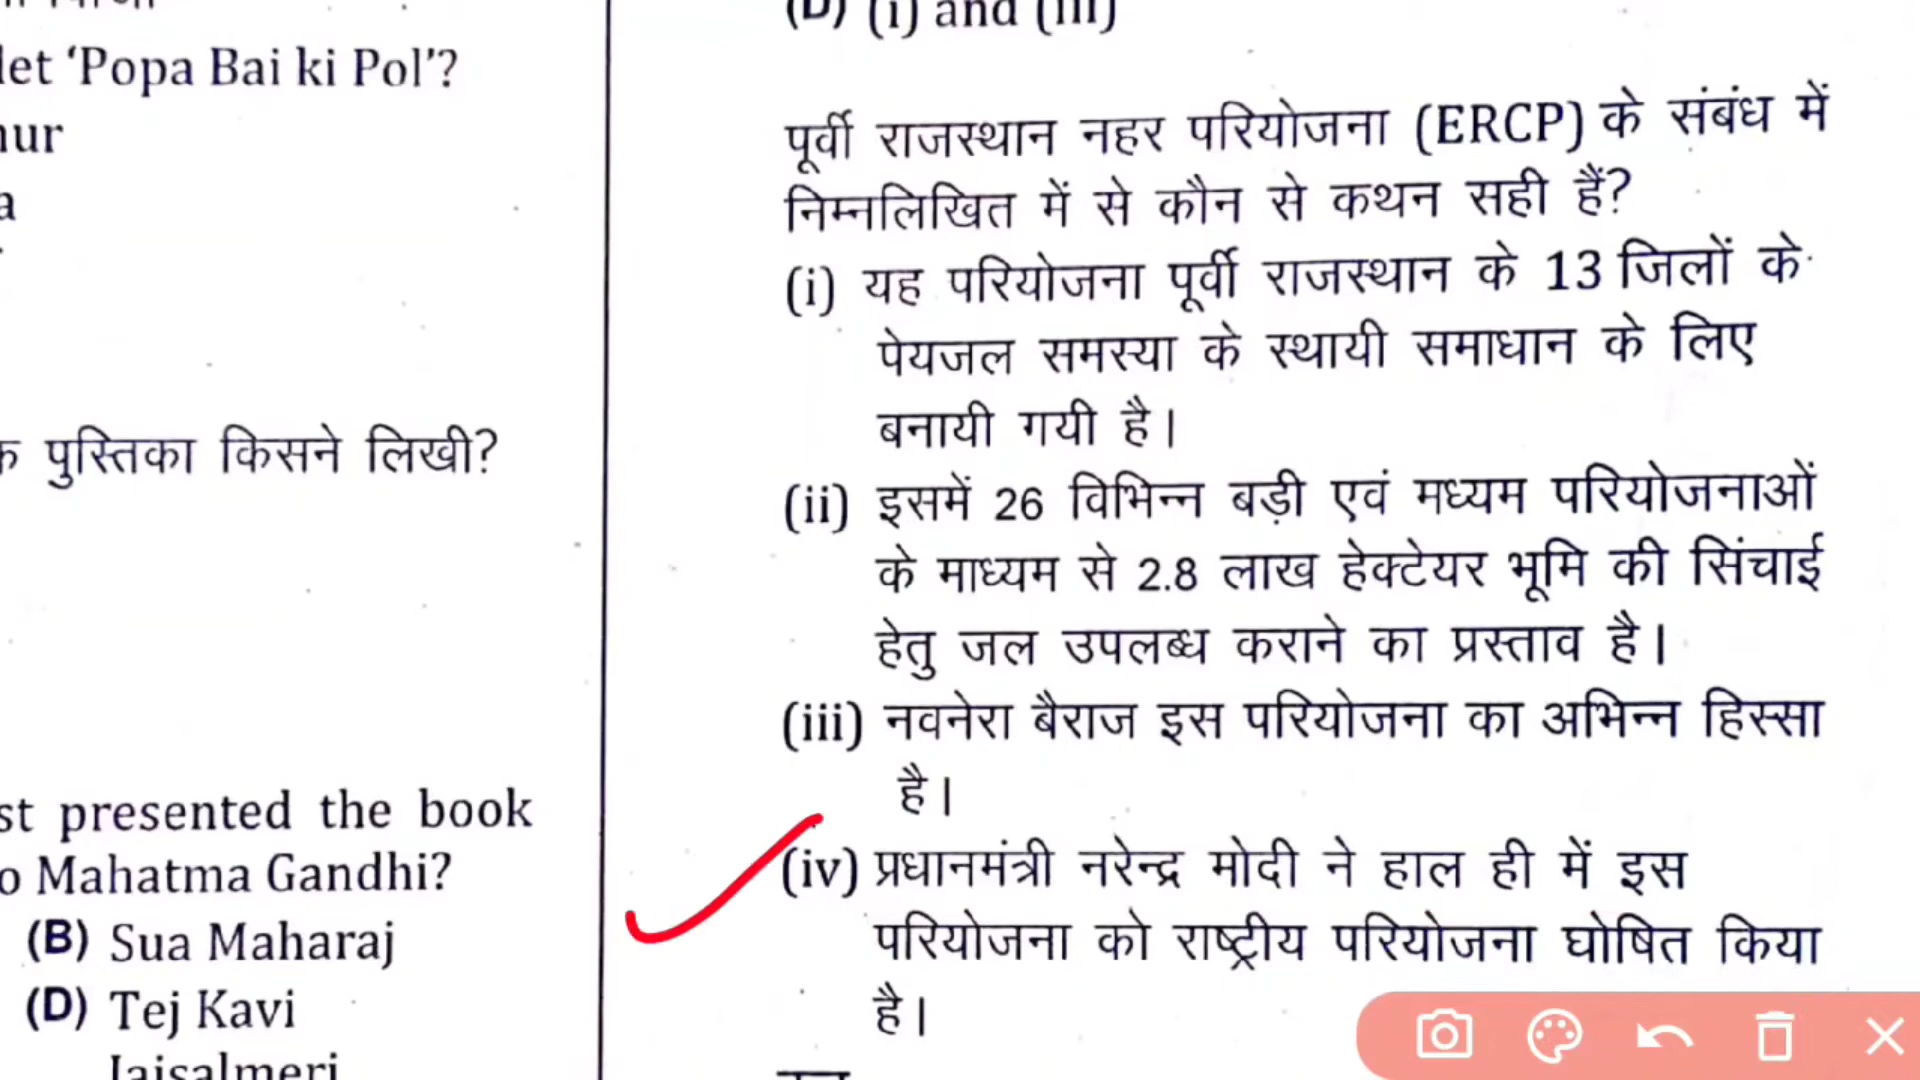 let ‘Popa Bai ki Pol’?
पुस्तिका किसने लिखी?
presented the book
Mahatma Gandhi?
(B) Sua Maharaj
(D) Tej Kavi
Jaisalmeri
(D) (i) and (iii)
पूर्वी राजस्थान नहर परियोजना (ERCP) के संबंध में
निम्नलिखित में से कौन से कथन सही हैं?
(i) यह परियोजना पूर्वी राजस्थान के 13 जिलों के
पेयजल समस्या के स्थायी समाधान के लिए
बनायी गयी है।
(ii) इसमें 26 विभिन्न बड़ी एवं मध्यम परियोजनाओं
के माध्यम से 2.8 लाख हेक्टेयर भूमि की सिंचाई
हेतु जल उपलब्ध कराने का प्रस्ताव है।
(iii) नवनेरा बैराज इस परियोजना का अभिन्न हिस्सा
है।
(iv) प्रधानमंत्री नरेन्द्र मोदी ने हाल ही में इस
परियोजना को राष्ट्रीय परियोजना घोषित किया
है।